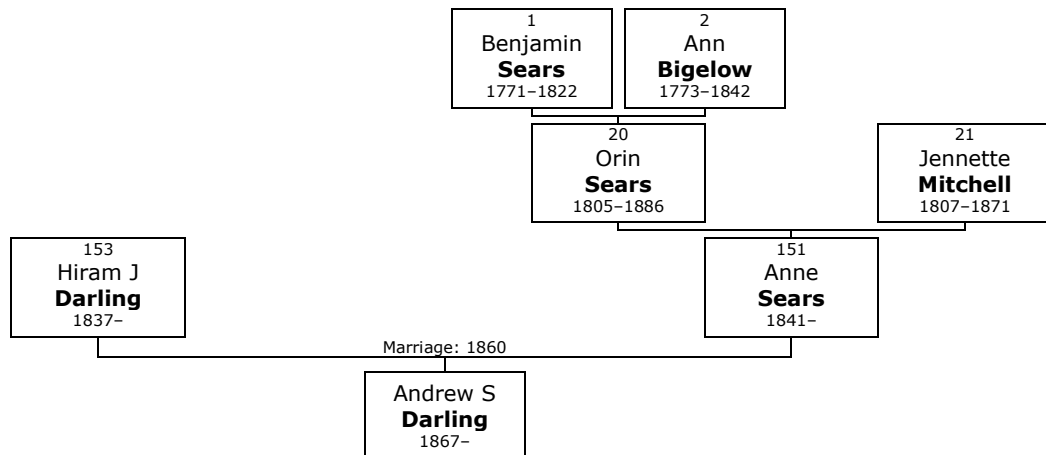 1
Benjamin
Sears
1771–1822
2
Ann
Bigelow
1773–1842
20
Orin
Sears
1805–1886
21
Jennette
Mitchell
1807–1871
153
Hiram J
Darling
1837–
151
Anne
Sears
1841–
Marriage: 1860
Andrew S
Darling
1867–